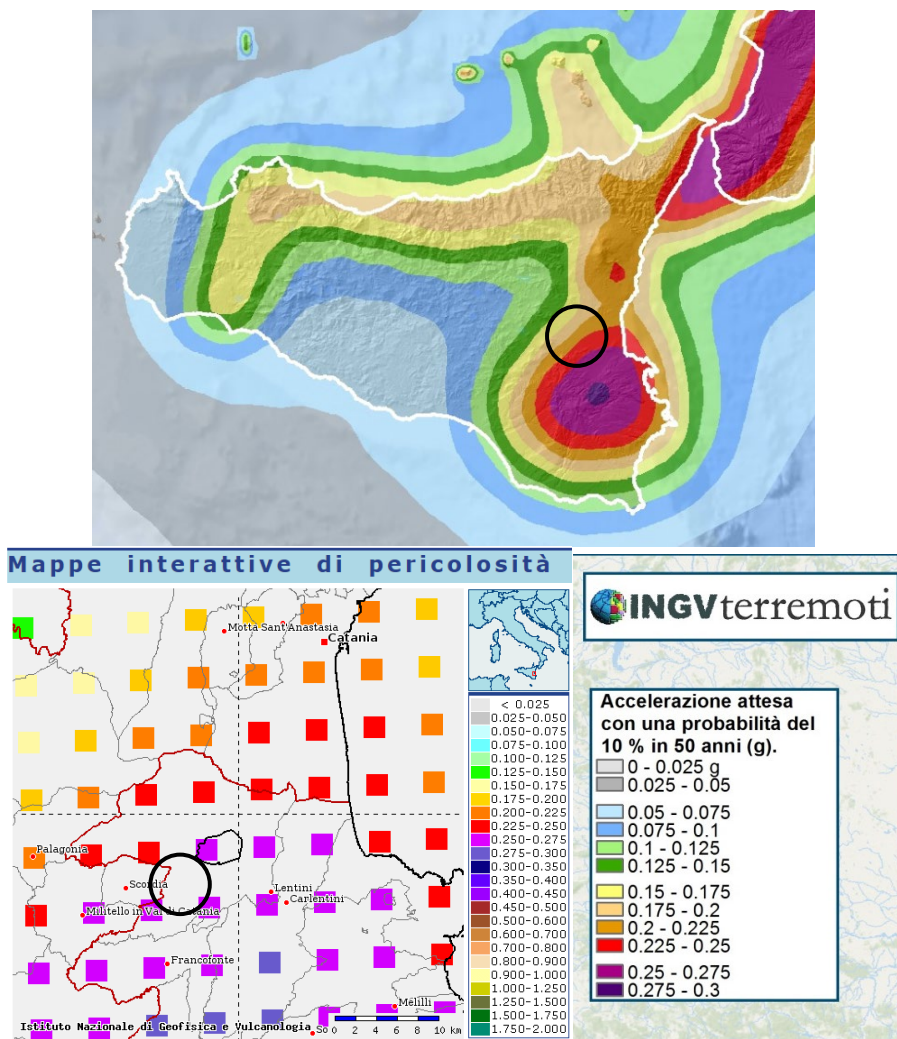 Mappe interattive di pericolosità
Motta Sant'Anastasia
Catania
Palagonia
Scordia
Lentini
Carlentini
Militello in Val di Catania
Francofonte
Melilli
Istituto Nazionale di Geofisica e Vulcanologia
So
0 2 4 6 8 10 km
< 0.025
0.025-0.050
0.050-0.075
0.075-0.100
0.100-0.125
0.125-0.150
0.150-0.175
0.175-0.200
0.200-0.225
0.225-0.250
0.250-0.275
0.275-0.300
0.300-0.350
0.350-0.400
0.400-0.450
0.450-0.500
0.500-0.600
0.600-0.700
0.700-0.800
0.800-0.900
0.900-1.000
1.000-1.250
1.250-1.500
1.500-1.750
1.750-2.000
INGVterremoti
Accelerazione attesa
con una probabilità del
10 % in 50 anni (g).
0 - 0.025 g
0.025 - 0.05
0.05 - 0.075
0.075 - 0.1
0.1 - 0.125
0.125 - 0.15
0.15 - 0.175
0.175 - 0.2
0.2 - 0.225
0.225 - 0.25
0.25 - 0.275
0.275 - 0.3